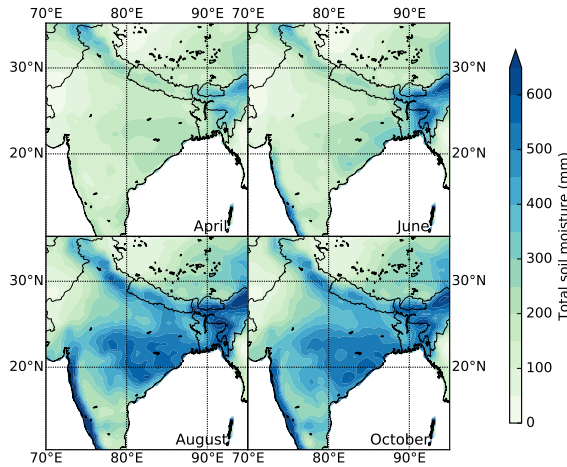 70°E 80°E 90°E 70°E 80°E 90°E
30°N 30°N
20°N 20°N
April June
30°N 30°N
20°N 20°N
August October
70°E 80°E 90°E 70°E 80°E 90°E
600
500
400
300
200
100
0
Total soil moisture (mm)